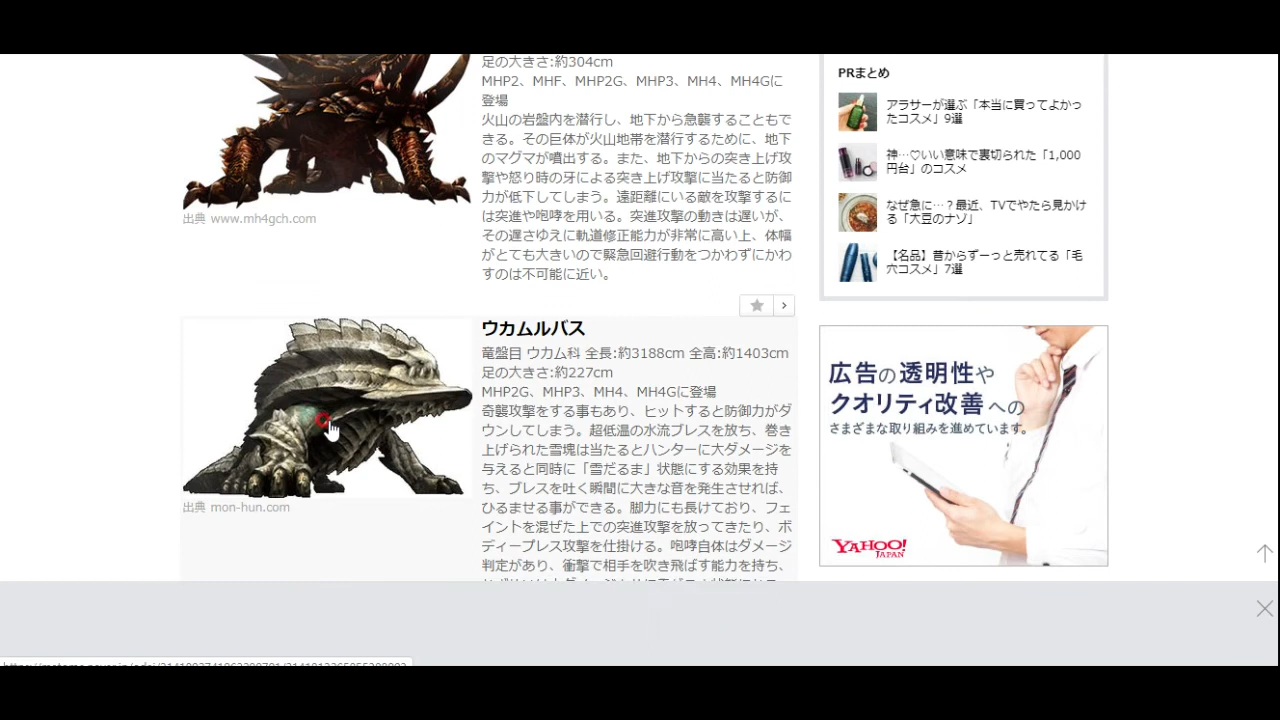 足の大きさ:約304cm
MHP2、MHF、MHP2G、MHP3、MH4、MH4Gに
登場
火山の岩盤内を潜行し、地下から急襲することもで
きる。その巨体が火山地帯を潜行するために、地下
のマグマが噴出する。また、地下からの突き上げ攻
撃や怒り時の牙による突き上げ攻撃に当たると防御
力が低下してしまう。遠距離にいる敵を攻撃するに
は突進や咆哮を用いる。突進攻撃の動きは遅いが、
その遅さゆえに軌道修正能力が非常に高い上、体幅
がとても大きいので緊急回避行動をつかわずにかわ
すのは不可能に近い。
出典 www.mh4gch.com
ウカムルバス
竜盤目 ウカム科 全長:約3188cm 全高:約1403cm
足の大きさ:約227cm
MHP2G、MHP3、MH4、MH4Gに登場
奇襲攻撃をする事もあり、ヒットすると防御力がダ
ウンしてしまう。超低温の水流ブレスを放ち、巻き
上げられた雪塊は当たるとハンターに大ダメージを
与えると同時に「雪だるま」状態にする効果を持
ち、ブレスを吐く瞬間に大きな音を発生させれば、
ひるませる事ができる。脚力にも長けており、フェ
イントを混ぜた上での突進攻撃を放ってきたり、ボ
ディープレス攻撃を仕掛ける。咆哮自体はダメージ
判定があり、衝撃で相手を吹き飛ばす能力を持ち、
出典 mon-hun.com
PRまとめ
アラサーが選ぶ「本当に買ってよかっ
たコスメ」9選
神…♡いい意味で裏切られた「1,000
円台」のコスメ
なぜ急に…？最近、TVでやたら見かけ
る「大豆のナゾ」
【名品】昔からずーっと売れてる「毛
穴コスメ」7選
広告の透明性や
クオリティ改善への
さまざまな取り組みを進めています。
YAHOO!
JAPAN